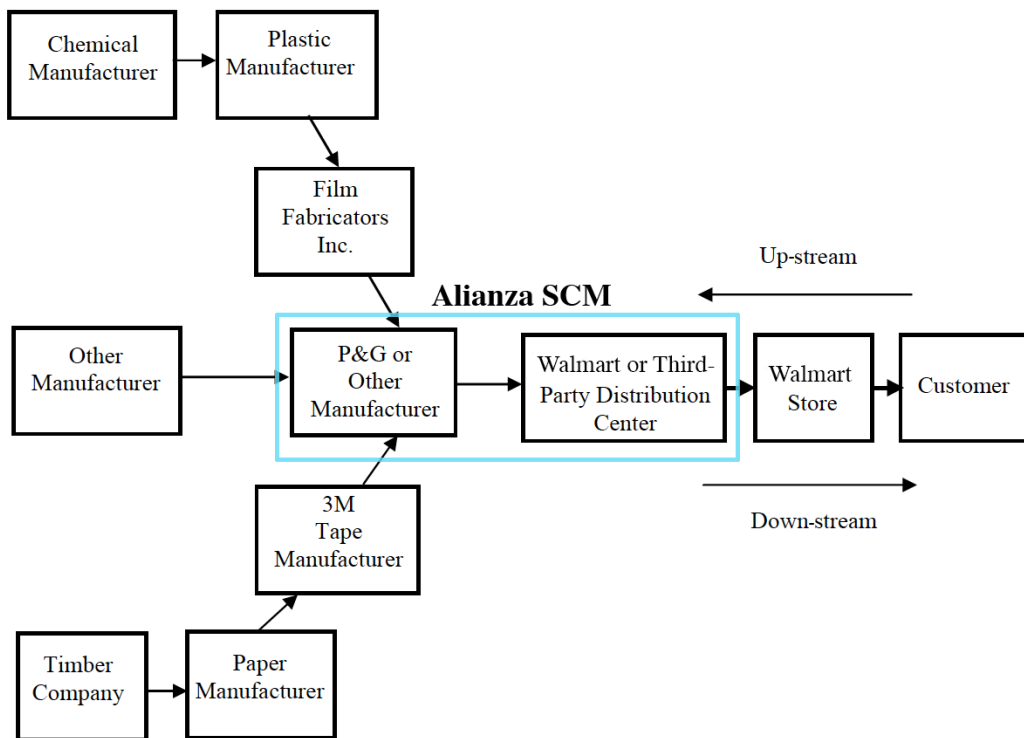 Chemical
Manufacturer
Plastic
Manufacturer
Film
Fabricators
Inc.
Up-stream
Alianza SCM
Other
Manufacturer
P&G or
Other
Manufacturer
Walmart or Third-
Party Distribution
Center
Walmart
Store
Customer
3M
Tape
Manufacturer
Down-stream
Timber
Company
Paper
Manufacturer